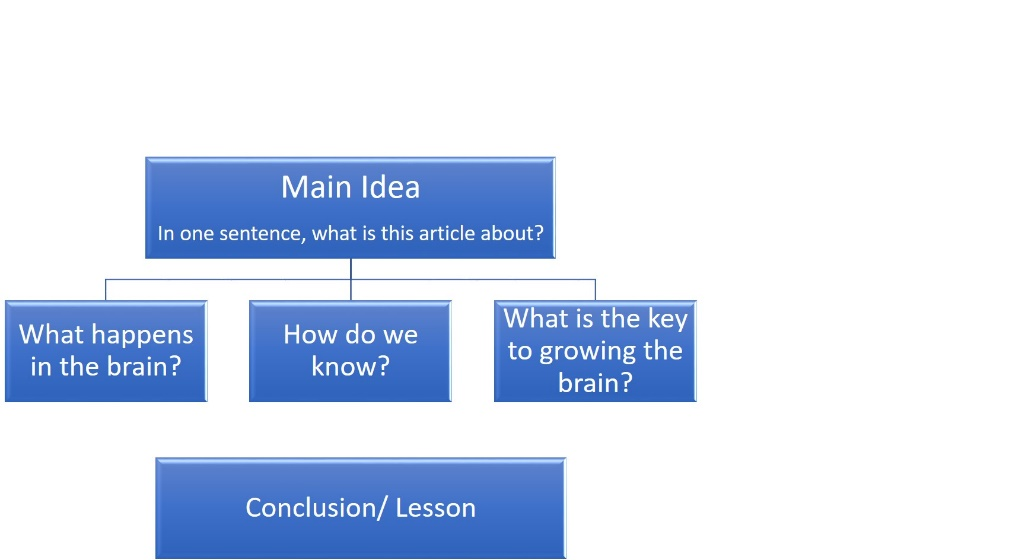 Main Idea
In one sentence, what is this article about?
What happens
in the brain?
How do we
know?
What is the key
to growing the
brain?
Conclusion/ Lesson